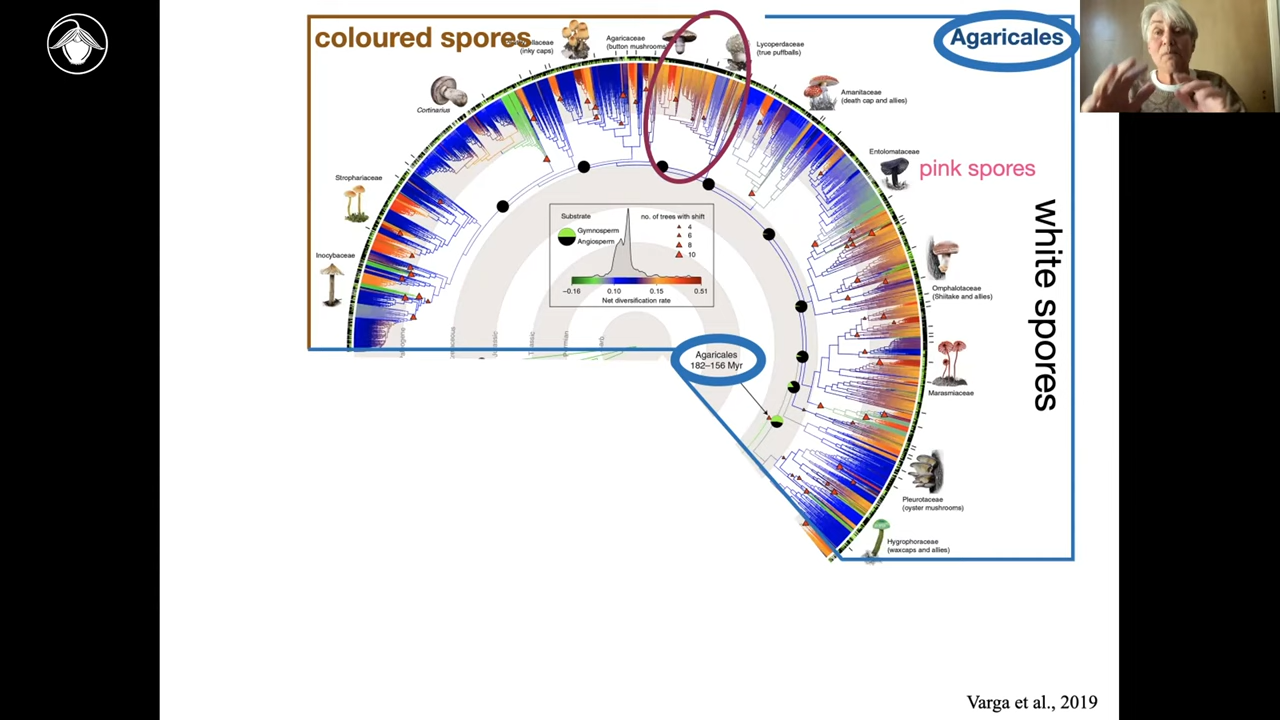 coloured spores
(inky caps)
Agaricaceae
(button mushrooms)
Lycoperdaceae
(true puffballs)
Agaricales
Cortinarius
Amanitaceae
(death cap and allies)
Entolomataceae
pink spores
Strophariaceae
Inocybaceae
white spores
Substrate
Gymnosperm
Angiosperm
no. of trees with shift
4
6
8
10
−0.16 0.10 0.15 0.51
Net diversification rate
Omphalotaceae
(Shiitake and allies)
Agaricales
182–156 Myr
Marasmiaceae
Pleurotaceae
(oyster mushrooms)
Hygrophoraceae
(waxcaps and allies)
Varga et al., 2019